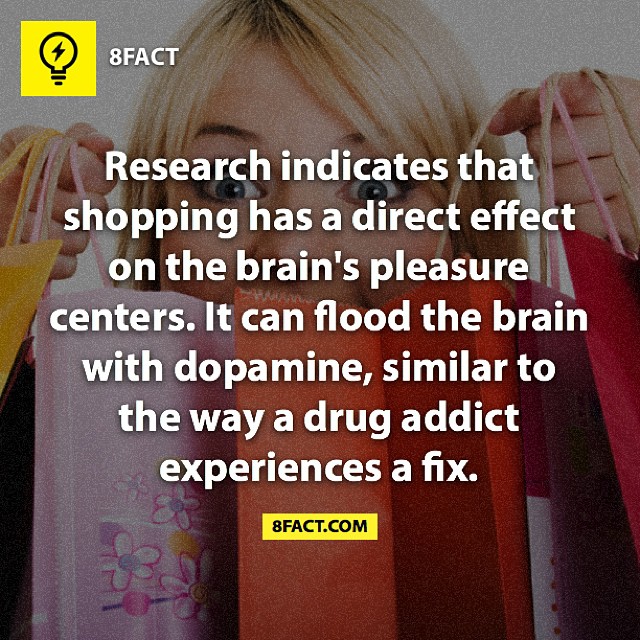 8FACT
Research indicates that
shopping has a direct effect
on the brain's pleasure
centers. It can flood the brain
with dopamine, similar to
the way a drug addict
experiences a fix.
8FACT.COM